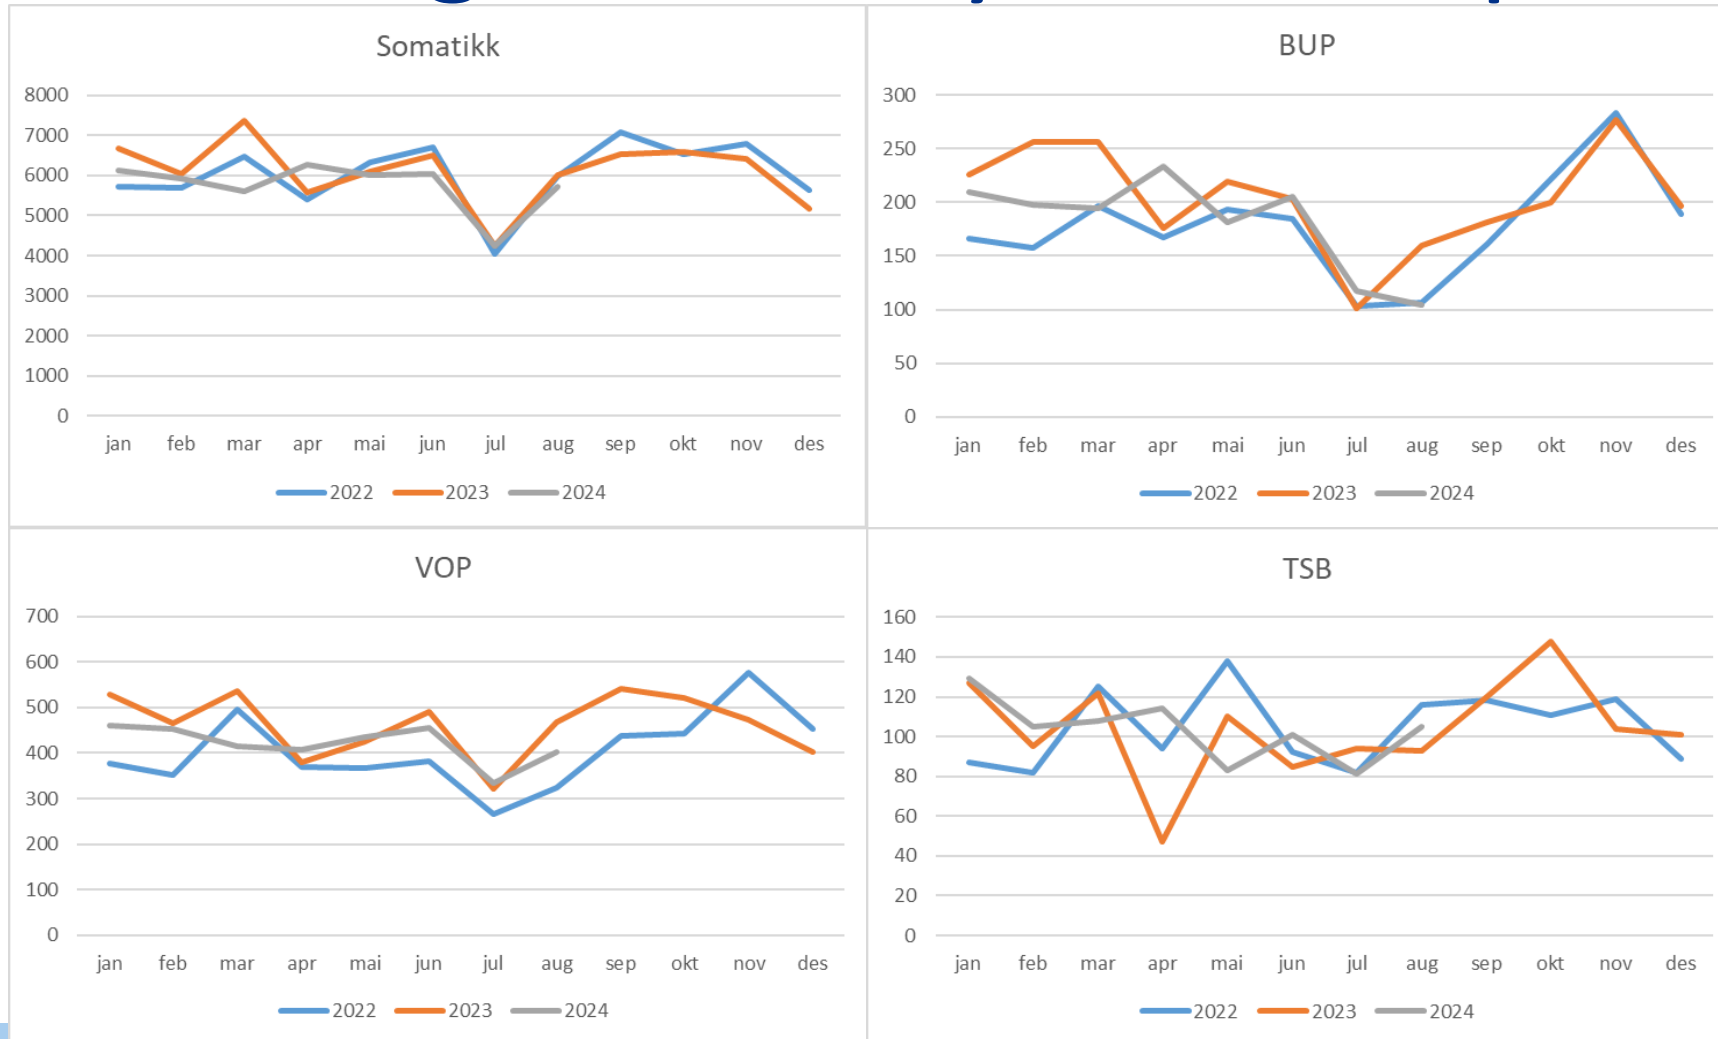 Somatikk
8000
7000
6000
5000
4000
3000
2000
1000
0
jan feb mar apr mai jun jul aug sep okt nov des
2022 2023 2024
BUP
300
250
200
150
100
50
0
jan feb mar apr mai jun jul aug sep okt nov des
2022 2023 2024
VOP
700
600
500
400
300
200
100
0
jan feb mar apr mai jun jul aug sep okt nov des
2022 2023 2024
TSB
160
140
120
100
80
60
40
20
0
jan feb mar apr mai jun jul aug sep okt nov des
2022 2023 2024